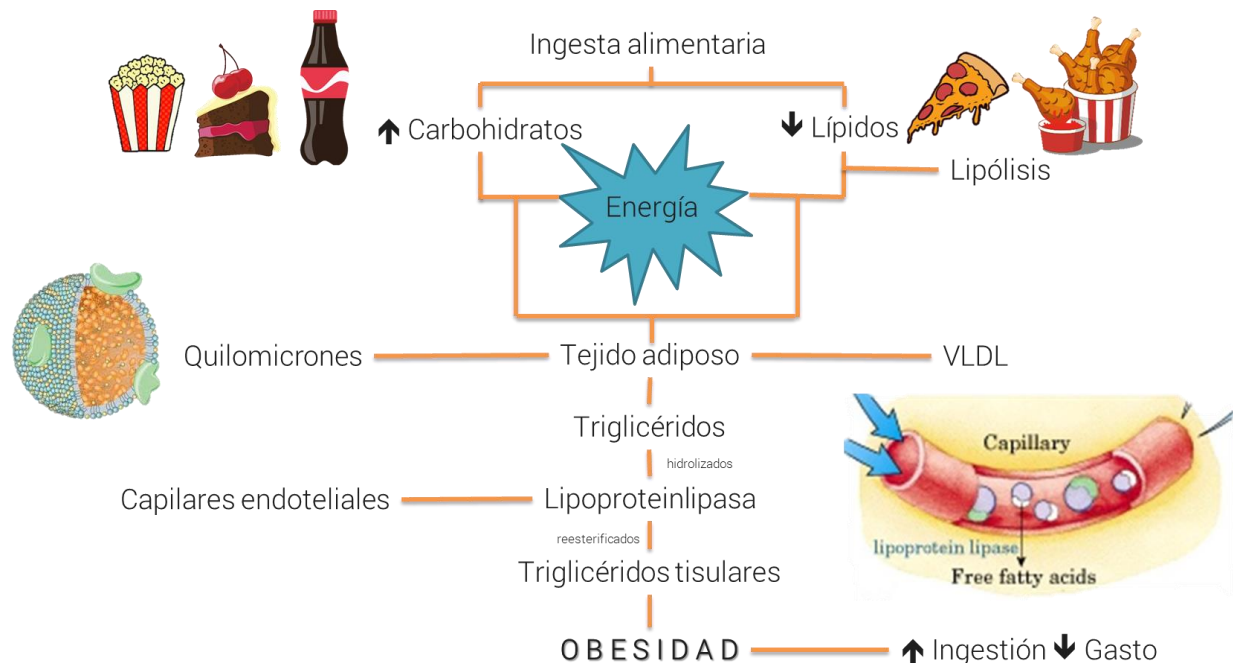 Ingesta alimentaria
↑ Carbohidratos
↓ Lípidos
Lipólisis
Energía
Quilomicrones
Tejido adiposo
VLDL
Triglicéridos
hidrolizados
Capilares endoteliales
Lipoproteinlipasa
reesterificados
Triglicéridos tisulares
Capillary
lipoprotein lipase
Free fatty acids
OBESIDAD
↑ Ingestión ↓ Gasto